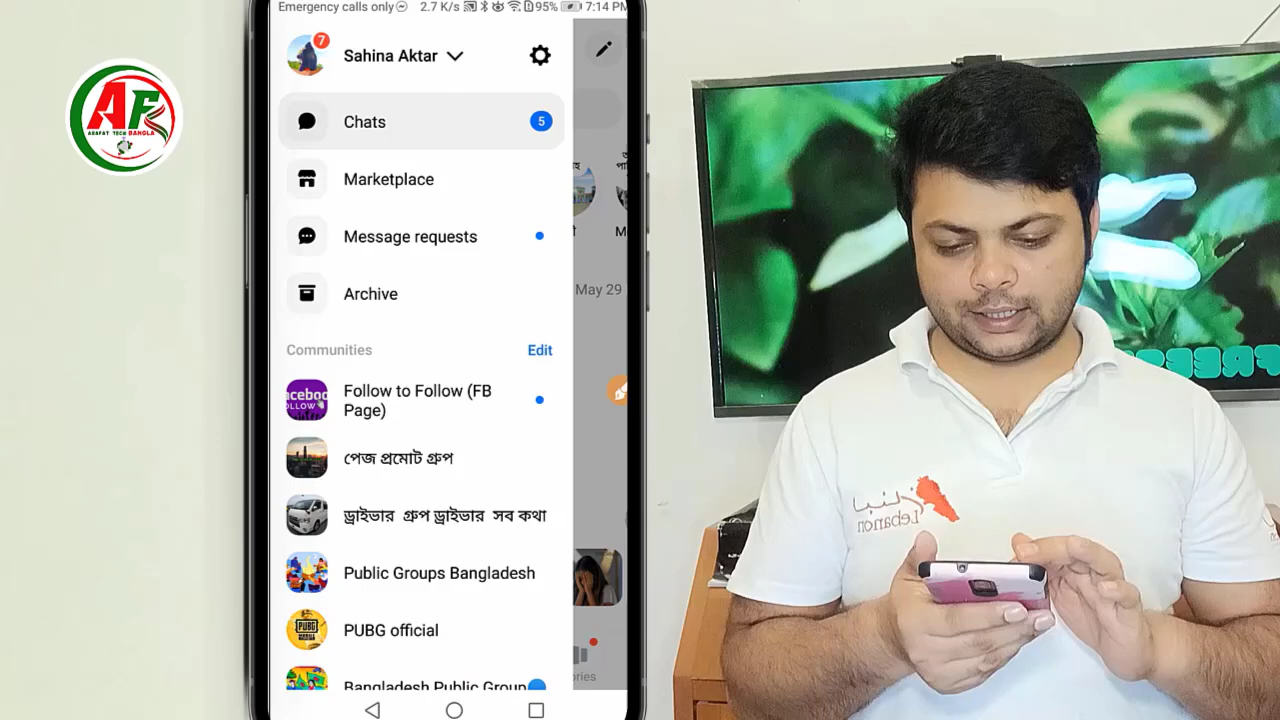 Emergency calls only 2.7 K/s 95% 7:14 PM
7
Sahina Aktar
Chats
5
Marketplace
Message requests
Archive
May 29
Communities
Edit
Follow to Follow (FB
Page)
পেজ প্রমোট গ্রুপ
ড্রাইভার গ্রুপ ড্রাইভার সব কথা
Public Groups Bangladesh
PUBG official
Bangladesh Public Group
AF
ARAFAT TECH BANGLA
Lebanon